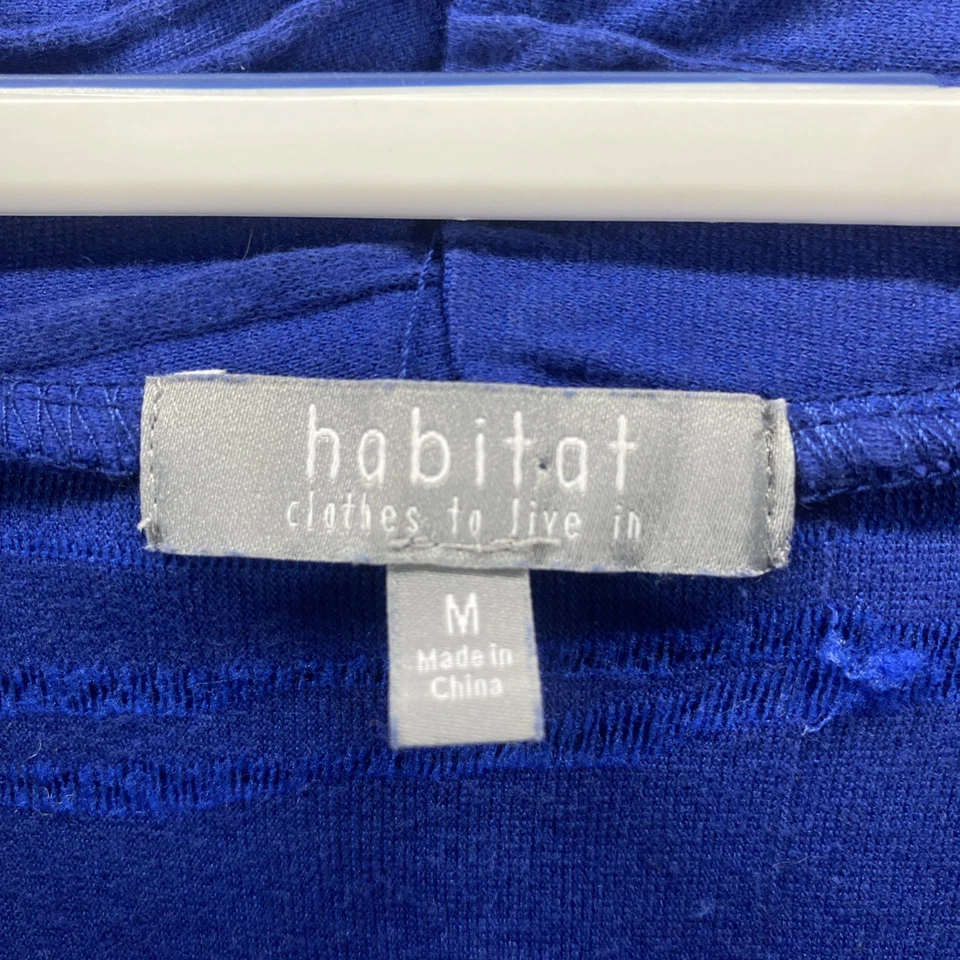 habitat
clothes to live in
M
Made in
China